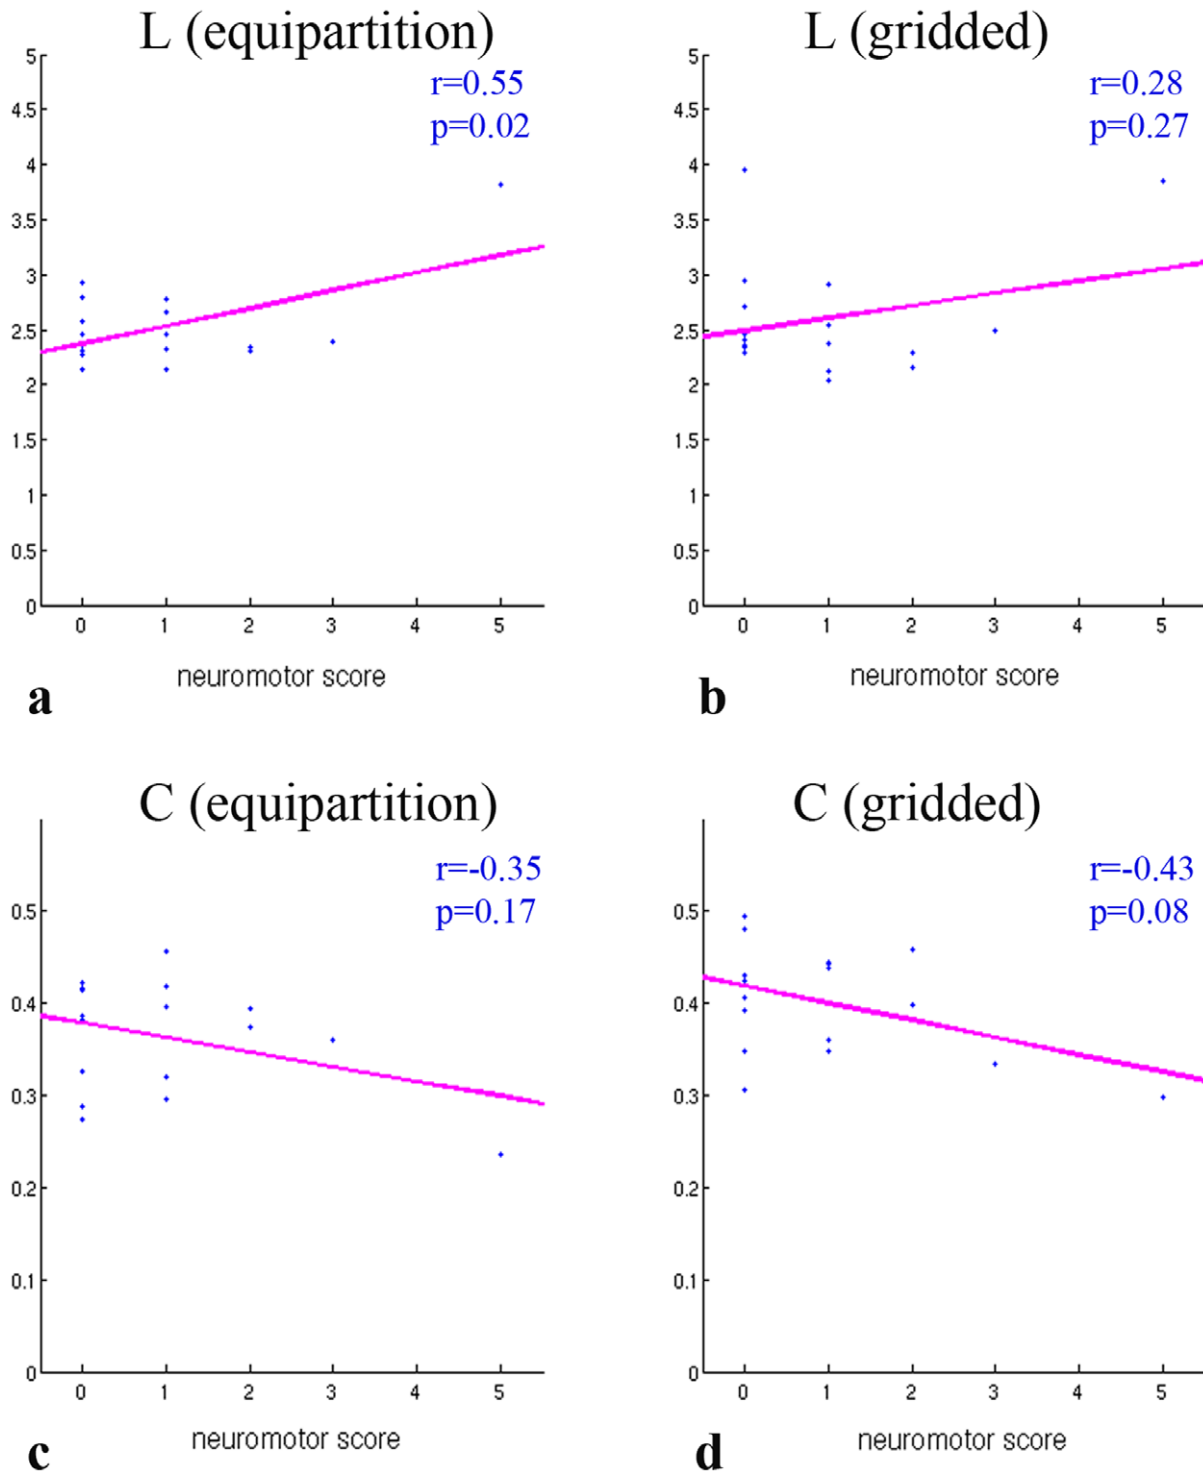 L (equipartition)
r=0.55
p=0.02
5
4.5
4
3.5
3
2.5
2
1.5
1
0.5
0
0 1 2 3 4 5
neuromotor score
a
L (gridded)
r=0.28
p=0.27
5
4.5
4
3.5
3
2.5
2
1.5
1
0.5
0
0 1 2 3 4 5
neuromotor score
b
C (equipartition)
r=-0.35
p=0.17
0.5
0.4
0.3
0.2
0.1
0
0 1 2 3 4 5
neuromotor score
c
C (gridded)
r=-0.43
p=0.08
0.5
0.4
0.3
0.2
0.1
0
0 1 2 3 4 5
neuromotor score
d